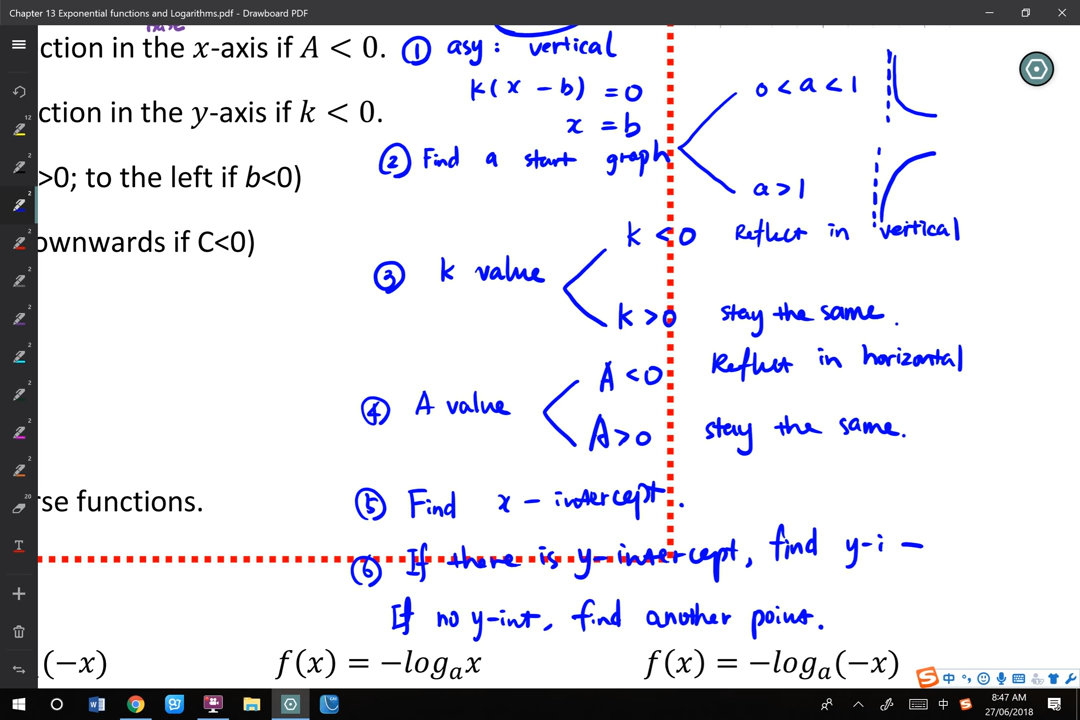 Chapter 13 Exponential functions and Logarithms.pdf - Drawboard PDF
ction in the x-axis if A < 0.
① asy : vertical
k(x - b) = 0
x = b
0 < a < 1
ction in the y-axis if k < 0.
② Find a start graph
a > 1
>0; to the left if b<0)
k < 0 Reflect in vertical
ownwards if C<0)
③ k value
k > 0 stay the same.
A < 0 Reflect in horizontal
④ A value
A > 0 stay the same.
rse functions.
⑤ Find x - intercept.
⑥ If there is y-intercept, find y-i -
If no y-int, find another point.
(−x)
f(x) = −logₐx
f(x) = −logₐ(−x)
中
8:47 AM
中
27/06/2018